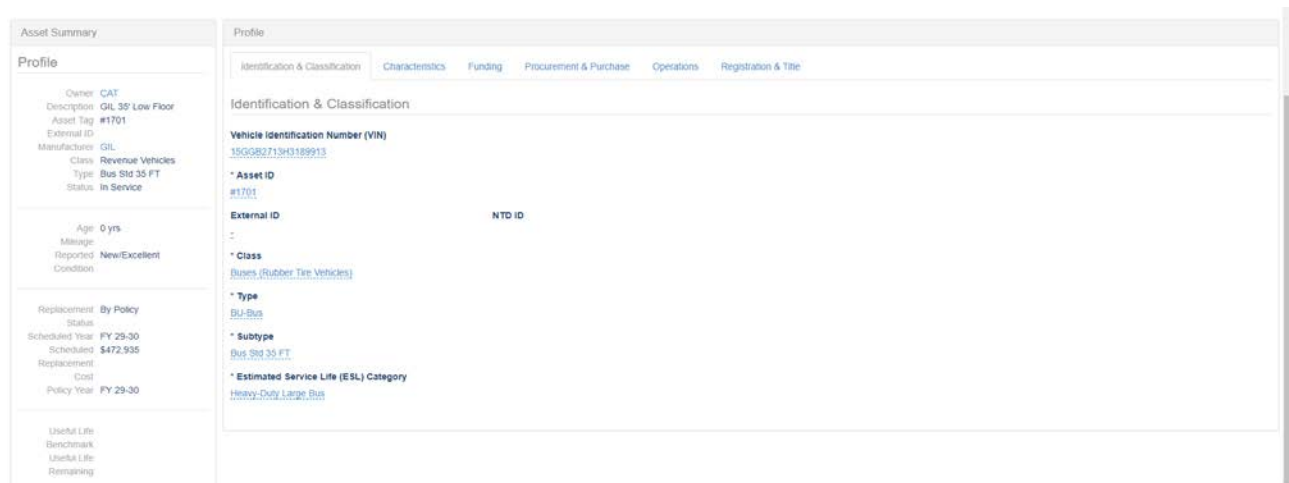 Asset Summary
Profile
Owner CAT
Description GIL 35' Low Floor
Asset Tag #1701
External ID
Manufacturer GIL
Class Revenue Vehicles
Type Bus Std 35 FT
Status In Service
Age 0 yrs
Mileage
Reported New/Excellent
Condition
Replacement By Policy
Status
Scheduled Year FY 29-30
Scheduled $472,935
Replacement
Cost
Policy Year FY 29-30
Useful Life
Benchmark
Useful Life
Remaining
Profile
Identification & Classification Characteristics Funding Procurement & Purchase Operations Registration & Title
Identification & Classification
Vehicle Identification Number (VIN)
15GGB2713H3189913
* Asset ID
#1701
External ID NTD ID
-
* Class
Buses (Rubber Tire Vehicles)
* Type
BU-Bus
* Subtype
Bus Std 35 FT
* Estimated Service Life (ESL) Category
Heavy-Duty Large Bus